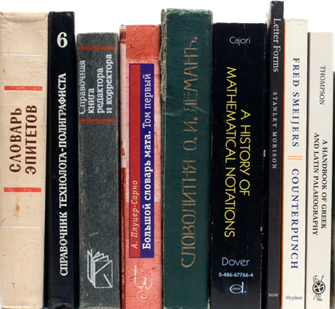 СЛОВАРЬ
ЭПИТЕТОВ
6
СПРАВОЧНИК ТЕХНОЛОГА-ПОЛИГРАФИСТА
Справочная
книга
редактора
и корректора
А. Плуцер-Сарно
Большой словарь мата. Том первый
СЛОВОЛИТНЯ О. И. ЛЕМАНЪ
Cajori
A HISTORY OF
MATHEMATICAL NOTATIONS
Dover
0-486-67766-4
Letter Forms
STANLEY MORISON
FRED SMEIJERS
COUNTERPUNCH
Hyphen
THOMPSON
A HANDBOOK OF GREEK
AND LATIN PALAEOGRAPHY